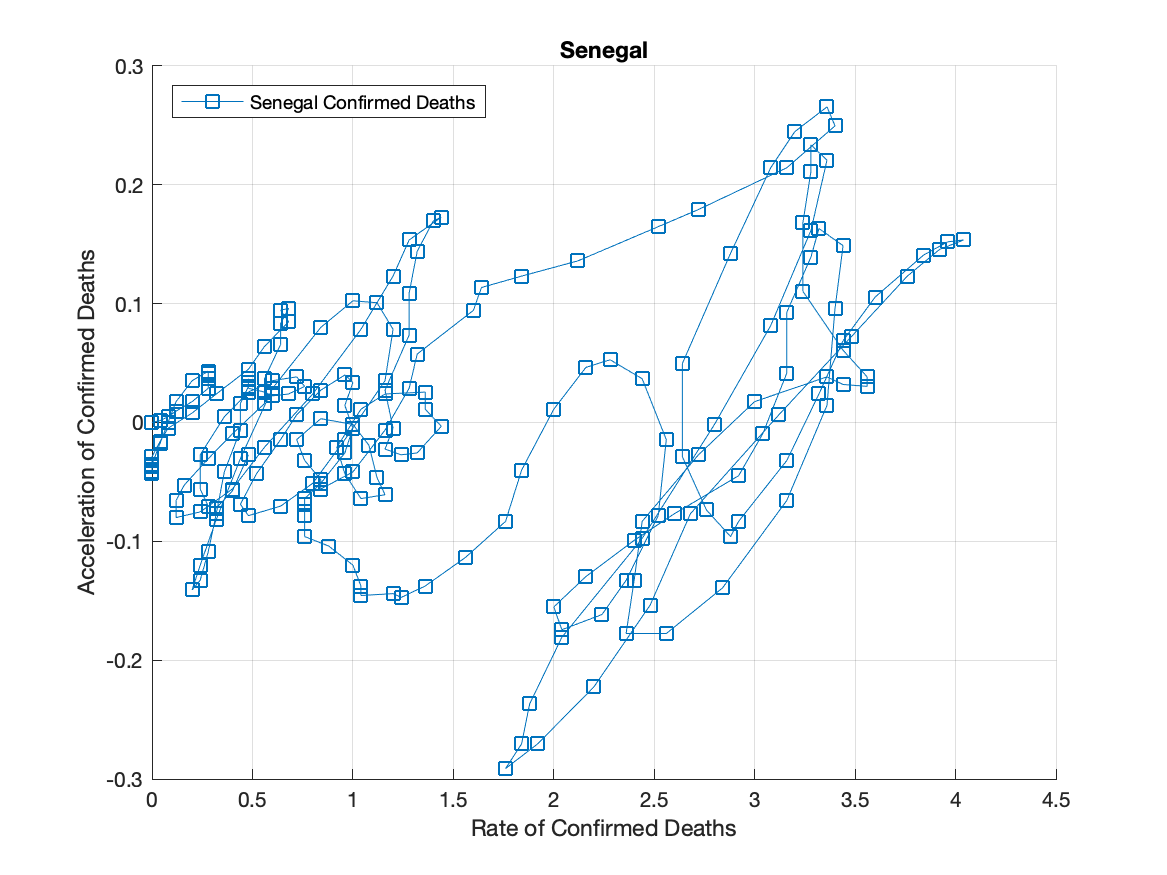 Senegal
Senegal Confirmed Deaths
Acceleration of Confirmed Deaths
0.3
0.2
0.1
0
-0.1
-0.2
-0.3
0 0.5 1 1.5 2 2.5 3 3.5 4 4.5
Rate of Confirmed Deaths